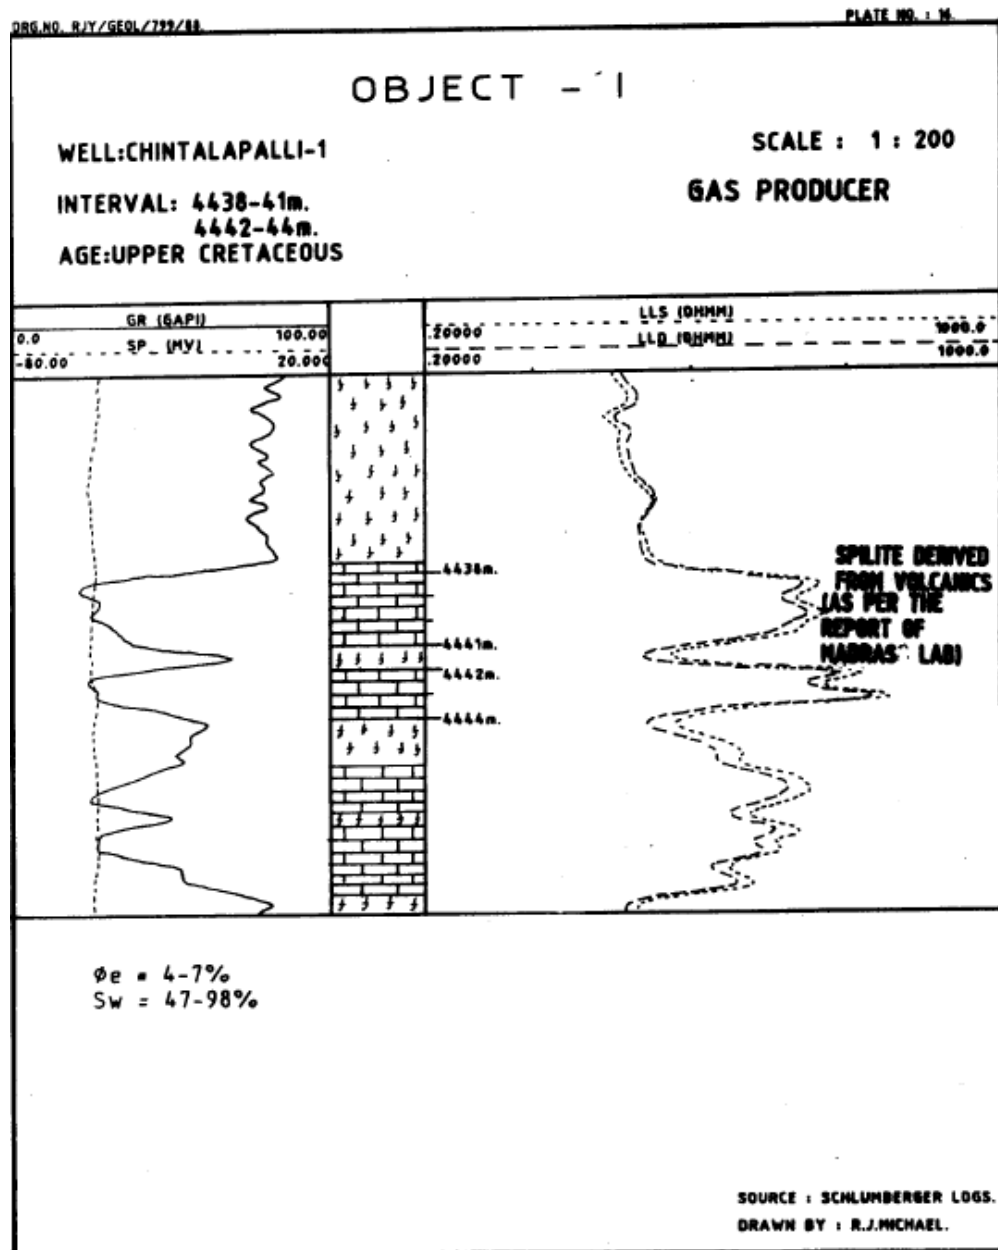 DRG.NO. RJY/GEOL/799/88.
PLATE NO. : 16.
OBJECT - 1
WELL:CHINTALAPALLI-1
SCALE : 1 : 200
INTERVAL: 4438-41m.
4442-44m.
GAS PRODUCER
AGE:UPPER CRETACEOUS
GR (GAPI)
0.0 100.00
SP (MV)
-80.00 20.000
LLS (OHMM)
.20000 1000.0
LLD (OHMM)
.20000 1000.0
4438m.
4441m.
4442m.
4444m.
SPILITE DERIVED
FROM VOLCANICS
(AS PER THE
REPORT OF
MADRAS LAB)
Øe = 4-7%
Sw = 47-98%
SOURCE : SCHLUMBERGER LOGS.
DRAWN BY : R.J.MICHAEL.